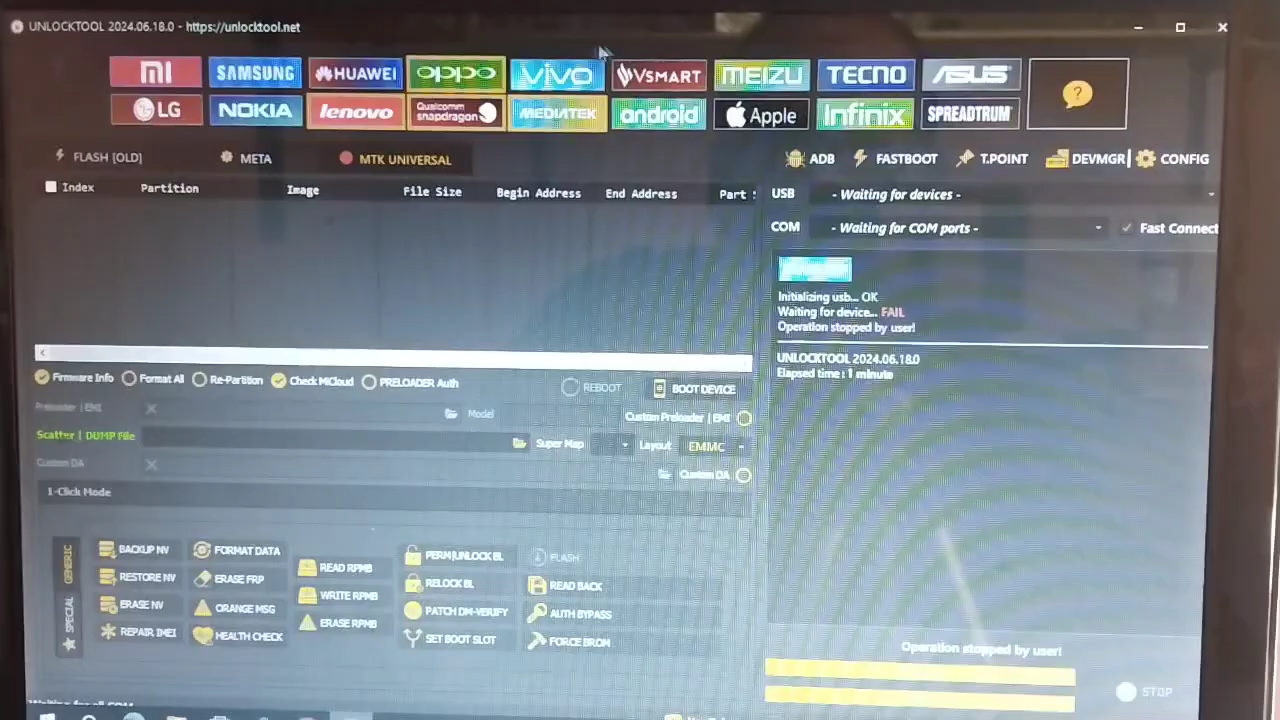 UNLOCKTOOL 2024.06.18.0 - https://unlocktool.net
MI SAMSUNG HUAWEI oppo vivo VSMART MEIZU TECNO ASUS ?
LG NOKIA lenovo Qualcomm snapdragon MEDIATEK android Apple Infinix SPREADTRUM
FLASH [OLD] META MTK UNIVERSAL
ADB FASTBOOT T.POINT DEVMGR CONFIG
Index Partition Image File Size Begin Address End Address Part :
USB - Waiting for devices -
COM - Waiting for COM ports - Fast Connect
Initializing usb... OK
Waiting for device... FAIL
Operation stopped by user!
UNLOCKTOOL 2024.06.18.0
Elapsed time : 1 minute
Firmware Info Format All Re-Partition Check MiCloud PRELOADER Auth REBOOT BOOT DEVICE
Preloader | EMI Model Custom Preloader | EMI
Scatter | DUMP File Super Map Layout EMMC
Custom DA Custom DA
1-Click Mode
GENERIC
SPECIAL
BACKUP NV FORMAT DATA READ RPMB PERM|UNLOCK BL FLASH
RESTORE NV ERASE FRP WRITE RPMB RELOCK BL READ BACK
ERASE NV ORANGE MSG ERASE RPMB PATCH DM-VERIFY AUTH BYPASS
REPAIR IMEI HEALTH CHECK SET BOOT SLOT FORCE BROM
Operation stopped by user!
STOP